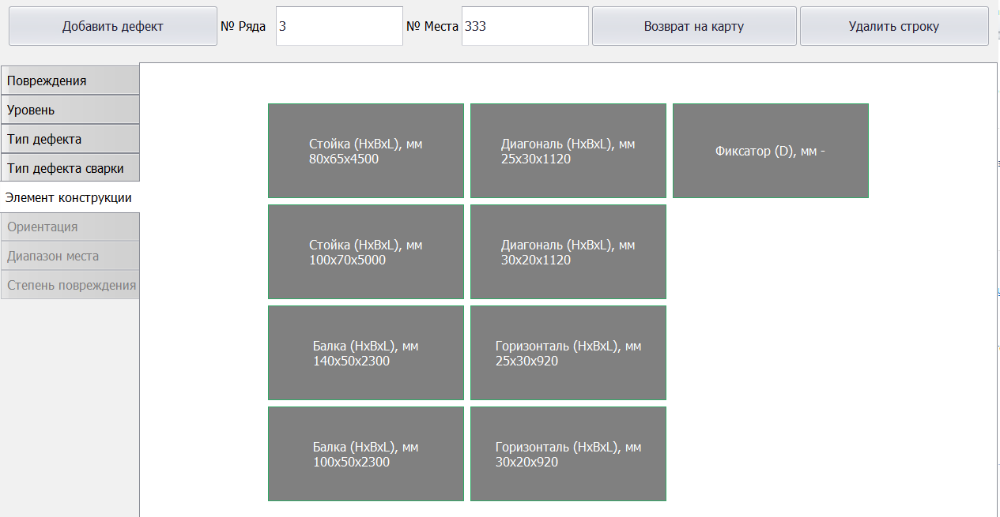 Добавить дефект № Ряда 3 № Места 333 Возврат на карту Удалить строку
Повреждения
Уровень
Тип дефекта
Тип дефекта сварки
Элемент конструкции
Ориентация
Диапазон места
Степень повреждения
Стойка (HxBxL), мм
80x65x4500
Диагональ (HxBxL), мм
25x30x1120
Фиксатор (D), мм -
Стойка (HxBxL), мм
100x70x5000
Диагональ (HxBxL), мм
30x20x1120
Балка (HxBxL), мм
140x50x2300
Горизонталь (HxBxL), мм
25x30x920
Балка (HxBxL), мм
100x50x2300
Горизонталь (HxBxL), мм
30x20x920